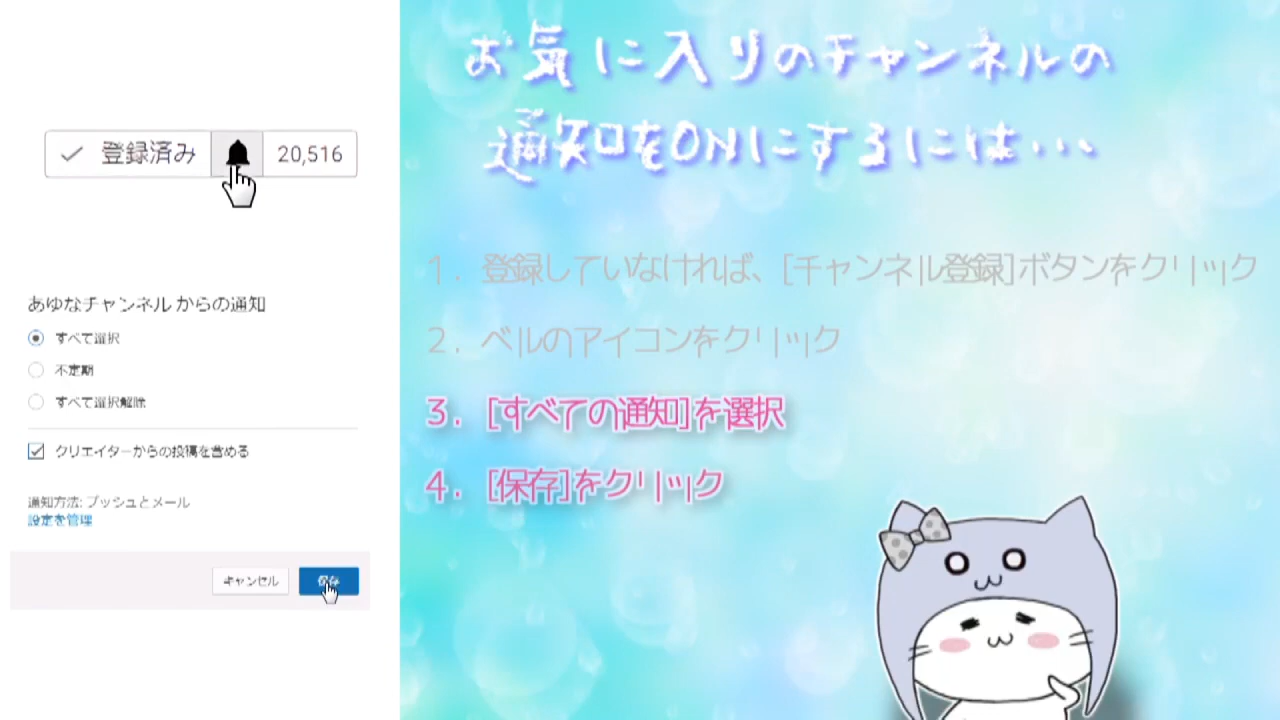 登録済み 20,516
あゆなチャンネル からの通知
すべて選択
不定期
すべて選択解除
クリエイターからの投稿を含める
通知方法: プッシュとメール
設定を管理
キャンセル 保存
お気に入りのチャンネルの
通知をONにするには・・・
1. 登録していなければ、[チャンネル登録]ボタンをクリック
2. ベルのアイコンをクリック
3. [すべての通知]を選択
4. [保存]をクリック